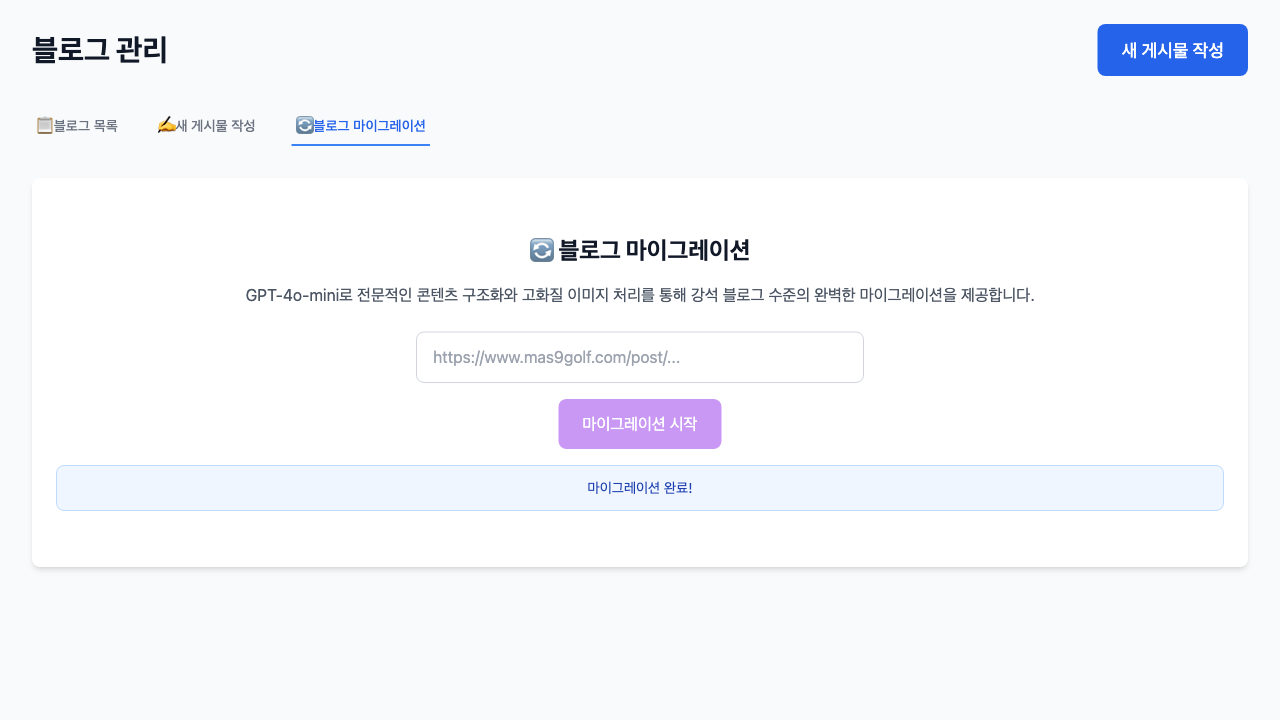 블로그 관리
새 게시물 작성
📋블로그 목록
✍️새 게시물 작성
🔄블로그 마이그레이션
🔄 블로그 마이그레이션
GPT-4o-mini로 전문적인 콘텐츠 구조화와 고화질 이미지 처리를 통해 강석 블로그 수준의 완벽한 마이그레이션을 제공합니다.
https://www.mas9golf.com/post/...
마이그레이션 시작
마이그레이션 완료!